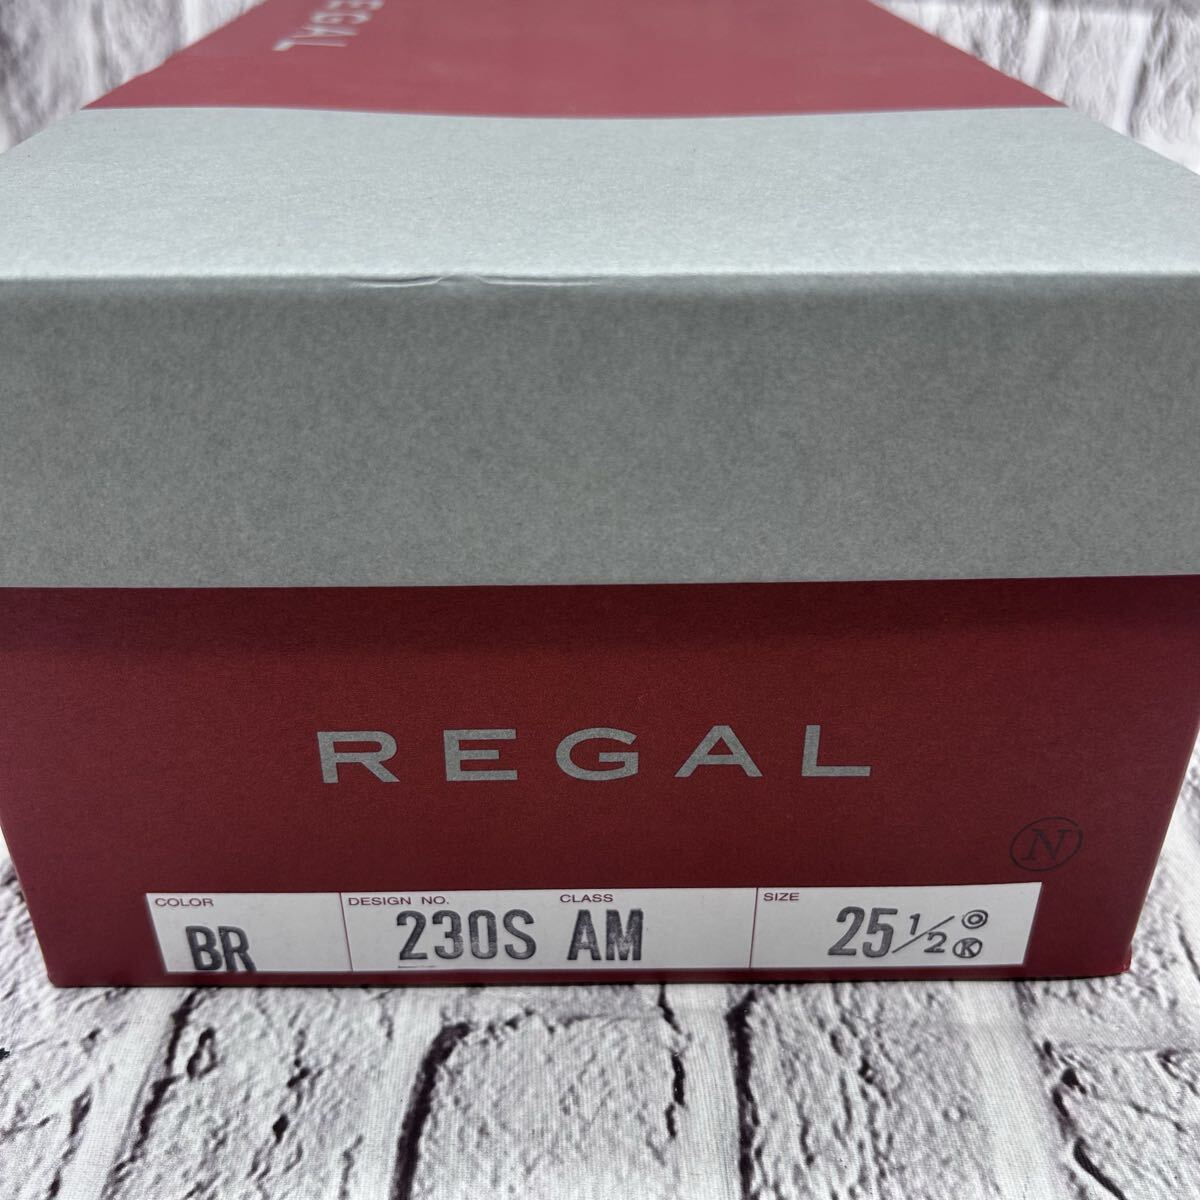 REGAL
REGAL
N
COLOR DESIGN NO. CLASS SIZE
BR 230S AM 25 1/2 ◎ Ⓚ